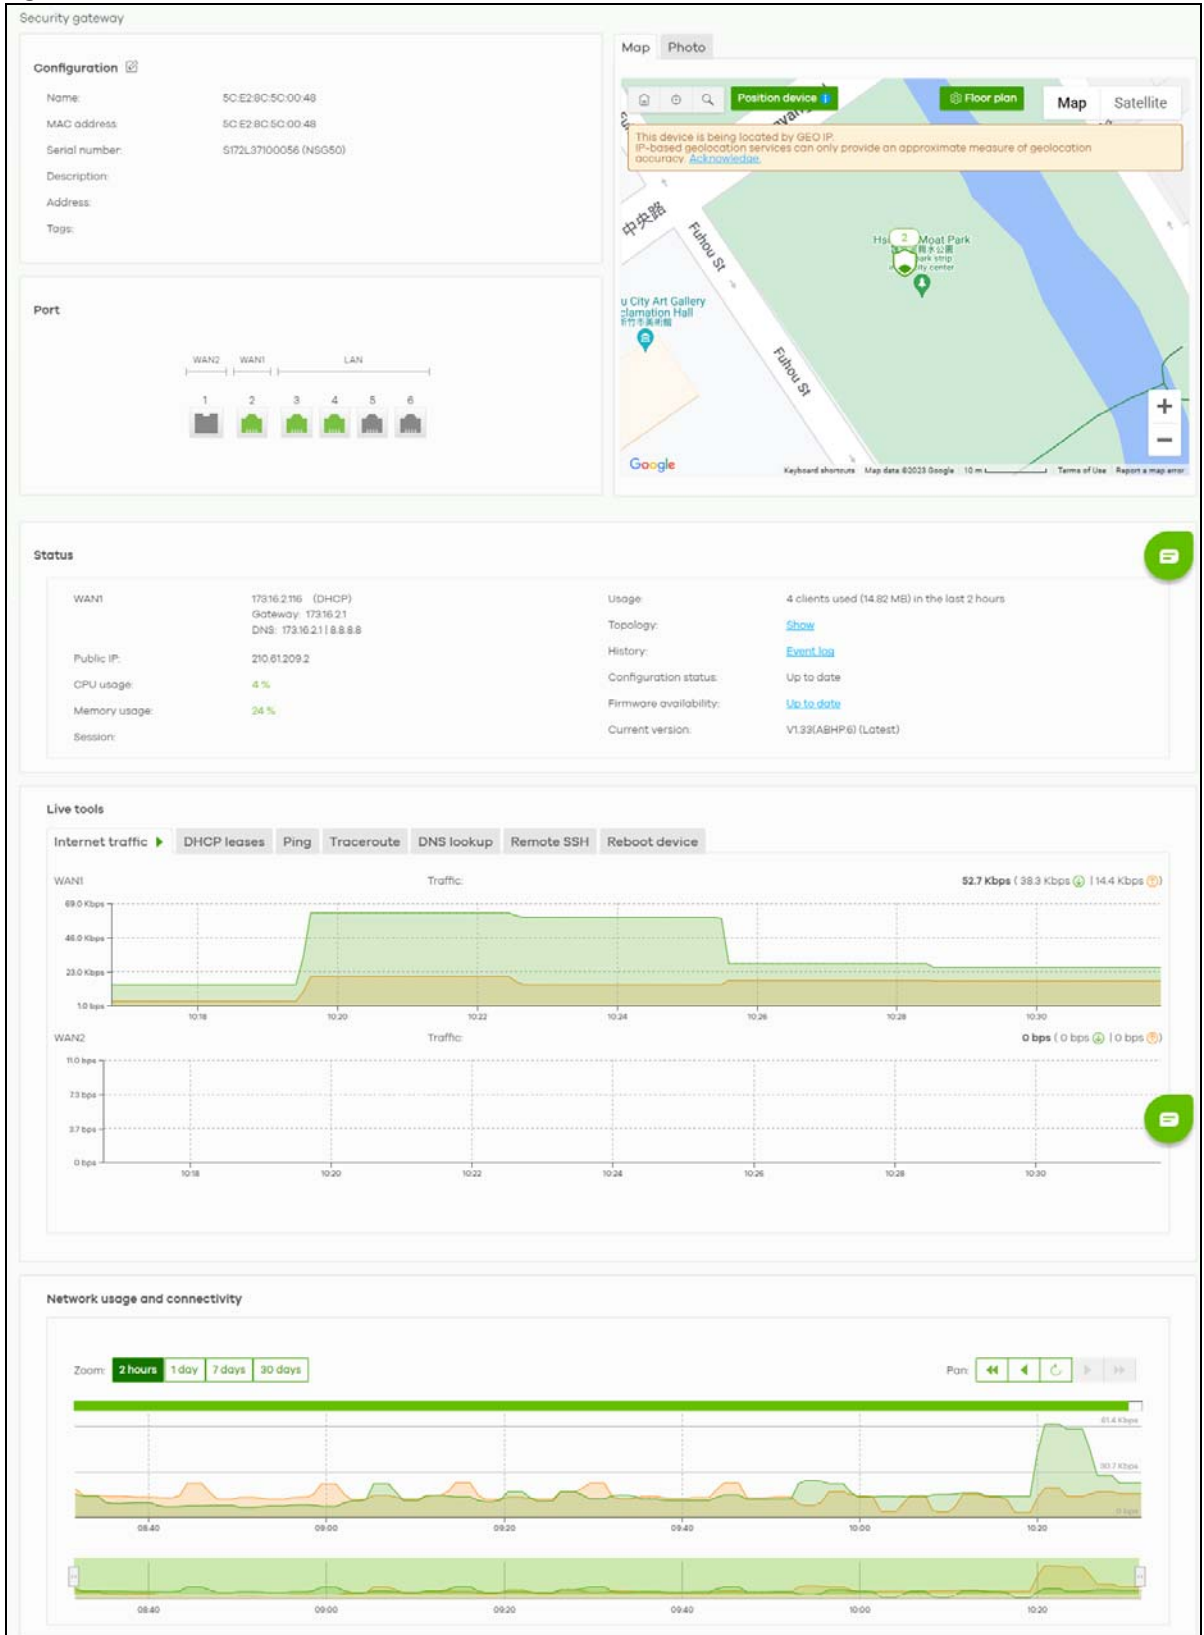 Security gateway
Configuration
Name: 5C:E2:8C:5C:00:48
MAC address: 5C:E2:8C:5C:00:48
Serial number: S172L37100056 (NSG50)
Description:
Address:
Tags:
Port
WAN2 WAN1 LAN
1 2 3 4 5 6
Map Photo
Position device i
Floor plan
Map Satellite
This device is being located by GEO IP.
IP-based geolocation services can only provide an approximate measure of geolocation
accuracy. Acknowledge.
中央路
Fuhou St
2
Moat Park
City Art Gallery
Hall
Fuhou St
+
−
Google
Keyboard shortcuts Map data ©2023 Google 10 m Terms of Use Report a map error
Status
WAN1 173.16.2.116 (DHCP)
Gateway: 173.16.2.1
DNS: 173.16.2.1 | 8.8.8.8
Public IP: 210.61.209.2
CPU usage: 4 %
Memory usage: 24 %
Session:
Usage: 4 clients used (14.82 MB) in the last 2 hours
Topology: Show
History: Event log
Configuration status: Up to date
Firmware availability: Up to date
Current version: V1.33(ABHP.6) (Latest)
Live tools
Internet traffic DHCP leases Ping Traceroute DNS lookup Remote SSH Reboot device
WAN1 Traffic: 52.7 Kbps ( 38.3 Kbps | 14.4 Kbps )
69.0 Kbps
46.0 Kbps
23.0 Kbps
1.0 bps
10:18 10:20 10:22 10:24 10:26 10:28 10:30
WAN2 Traffic: 0 bps ( 0 bps | 0 bps )
11.0 bps
7.3 bps
3.7 bps
0 bps
10:18 10:20 10:22 10:24 10:26 10:28 10:30
Network usage and connectivity
Zoom: 2 hours 1 day 7 days 30 days
Pan:
61.4 Kbps
30.7 Kbps
0 bps
08:40 09:00 09:20 09:40 10:00 10:20
08:40 09:00 09:20 09:40 10:00 10:20